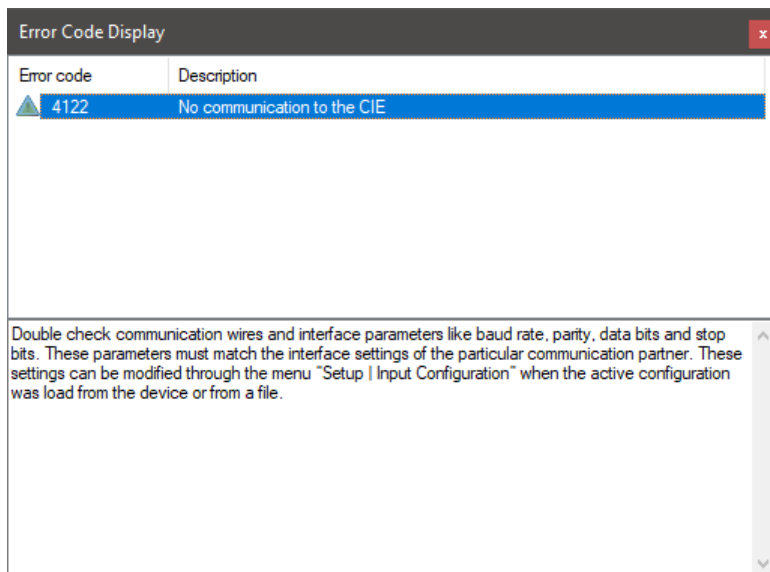 Error Code Display
x
Error code Description
4122 No communication to the CIE
Double check communication wires and interface parameters like baud rate, parity, data bits and stop
bits. These parameters must match the interface settings of the particular communication partner. These
settings can be modified through the menu "Setup | Input Configuration" when the active configuration
was load from the device or from a file.